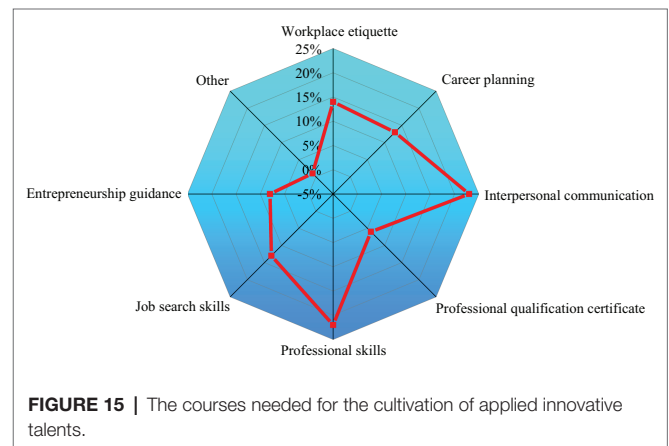 Workplace etiquette
25%
20%
15%
10%
5%
0%
-5%
Other
Career planning
Entrepreneurship guidance
Interpersonal communication
Job search skills
Professional qualification certificate
Professional skills
FIGURE 15 | The courses needed for the cultivation of applied innovative
talents.